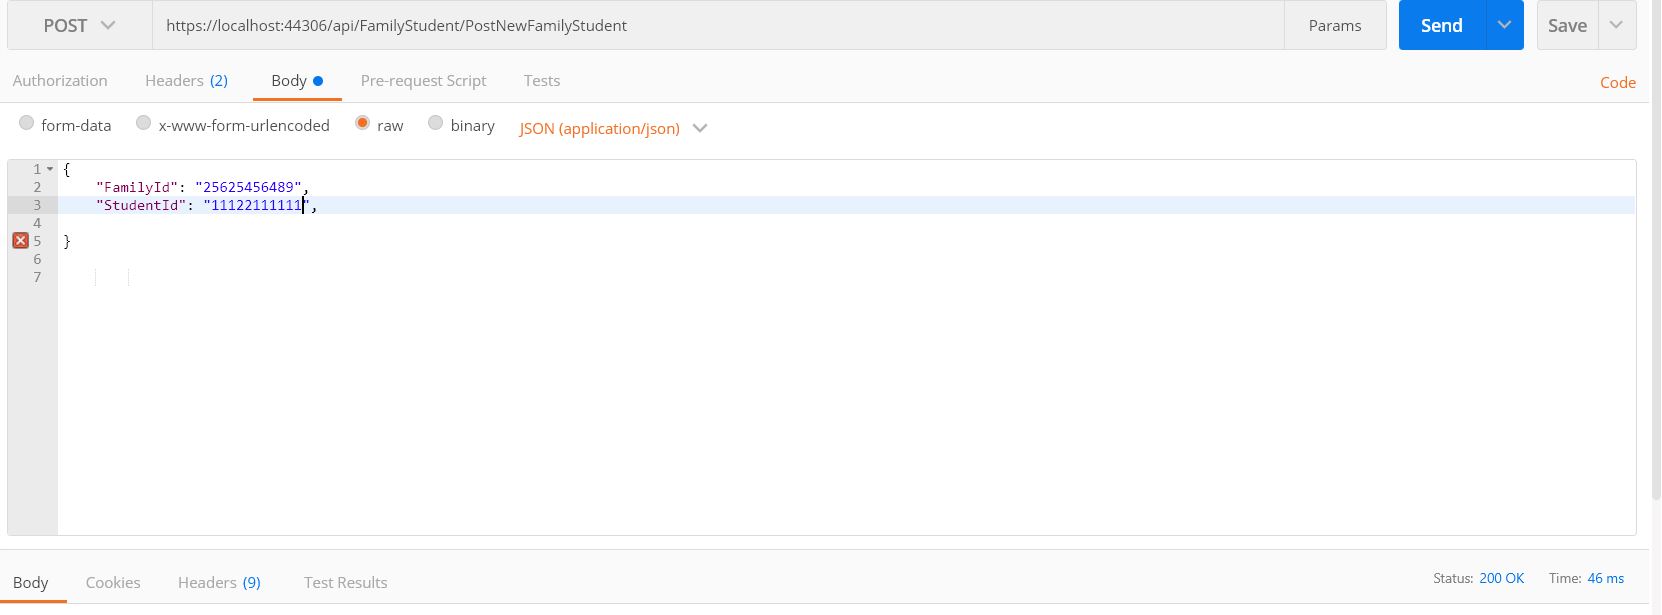 POST https://localhost:44306/api/FamilyStudent/PostNewFamilyStudent Params Send Save
Authorization Headers (2) Body Pre-request Script Tests Code
form-data x-www-form-urlencoded raw binary JSON (application/json)
1 {
2 "FamilyId": "25625456489",
3 "StudentId": "11122111111",
4
5 }
6
7
Body Cookies Headers (9) Test Results Status: 200 OK Time: 46 ms